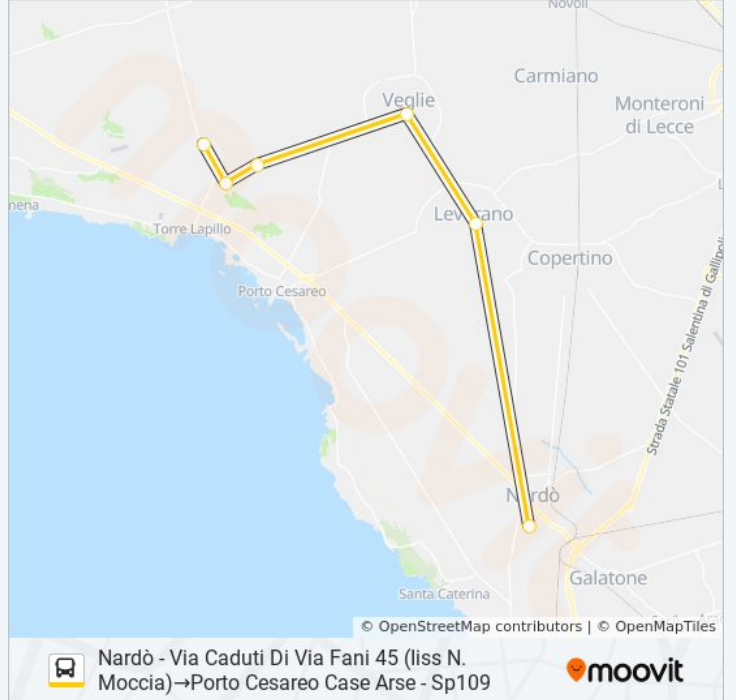 Novoli
Carmiano
Veglie
Monteroni
di Lecce
Leverano
Torre Lapillo
Copertino
Porto Cesareo
Strada Statale 101 Salentina di Gallipoli
Nardò
Galatone
Santa Caterina
© OpenStreetMap contributors | © OpenMapTiles
Nardò - Via Caduti Di Via Fani 45 (Iiss N.
Moccia)→Porto Cesareo Case Arse - Sp109
moovit